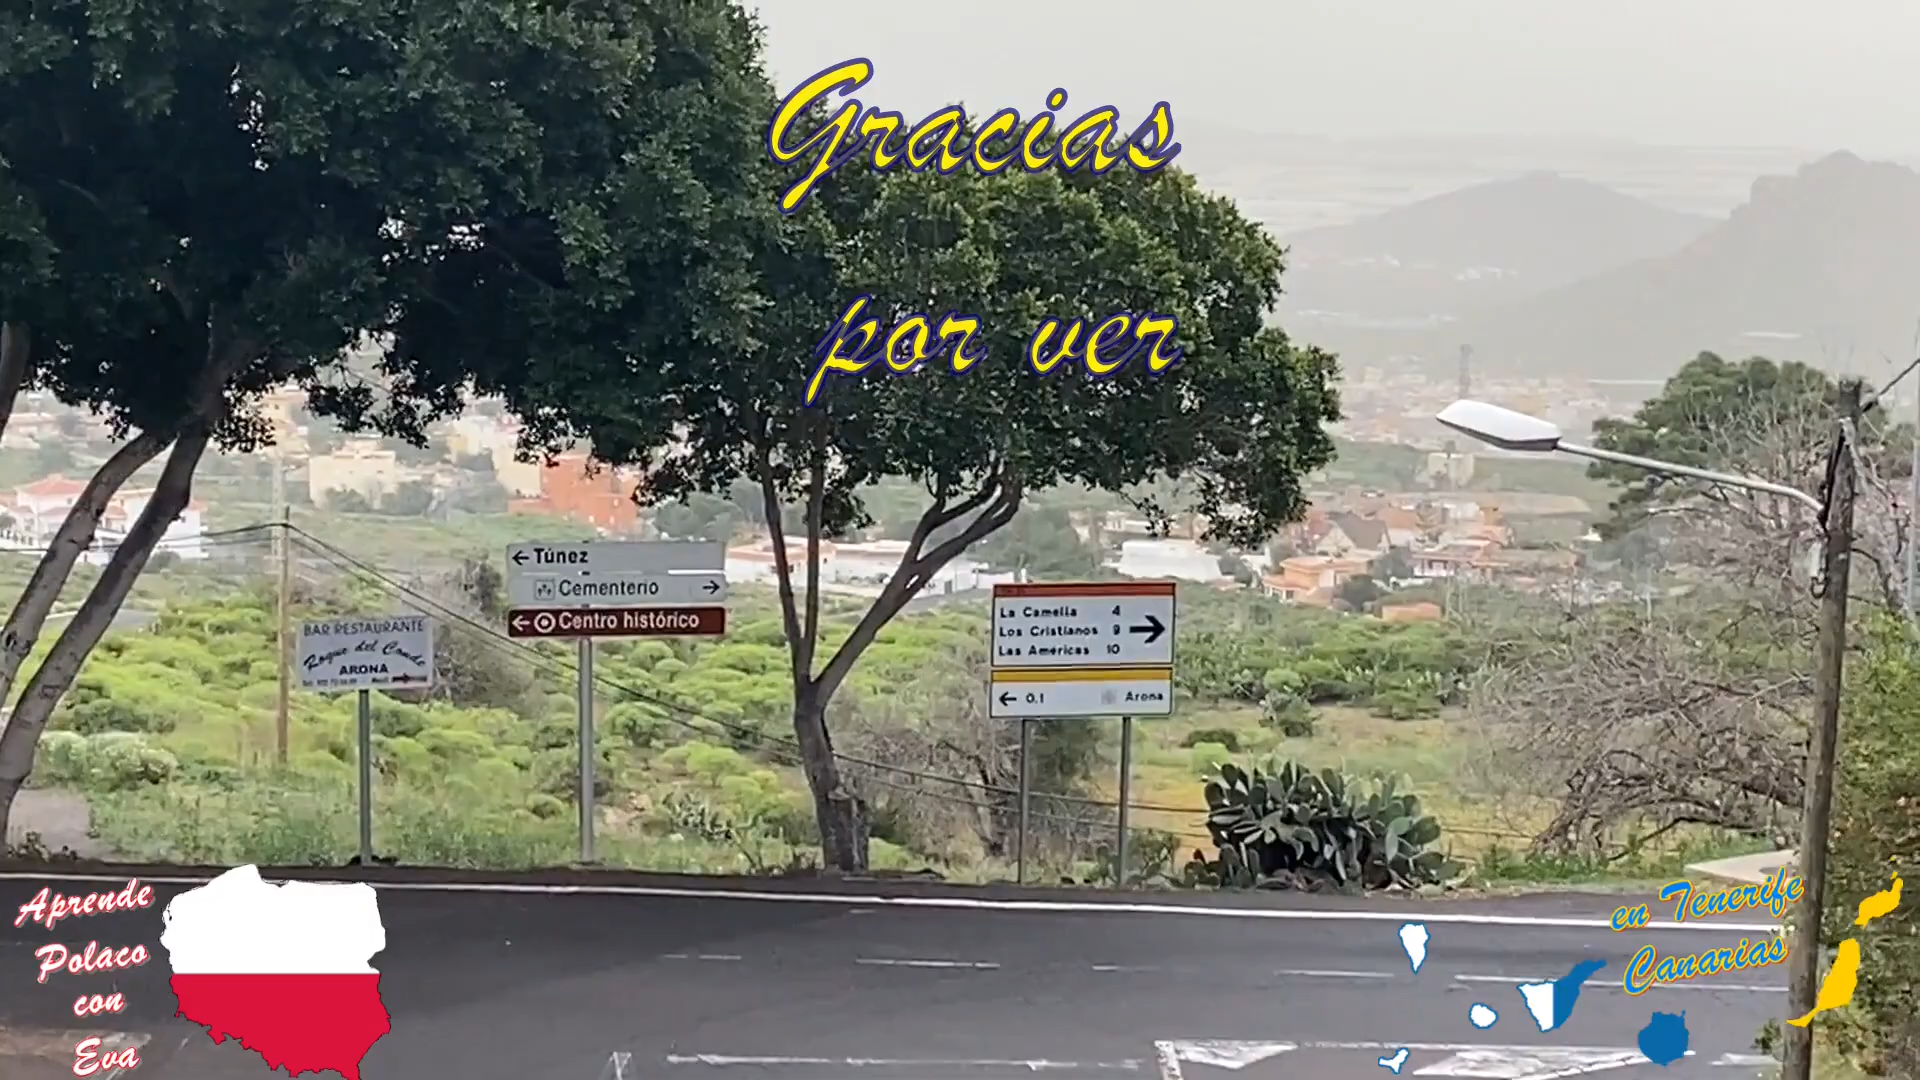 Gracias
por ver
← Túnez
Cementerio →
← Centro histórico
BAR RESTAURANTE
Roque del Conde
ARONA
La Camella 4
Los Cristianos 9 →
Las Américas 10
← 0,1 Arona
Aprende
Polaco
con
Eva
en Tenerife
Canarias